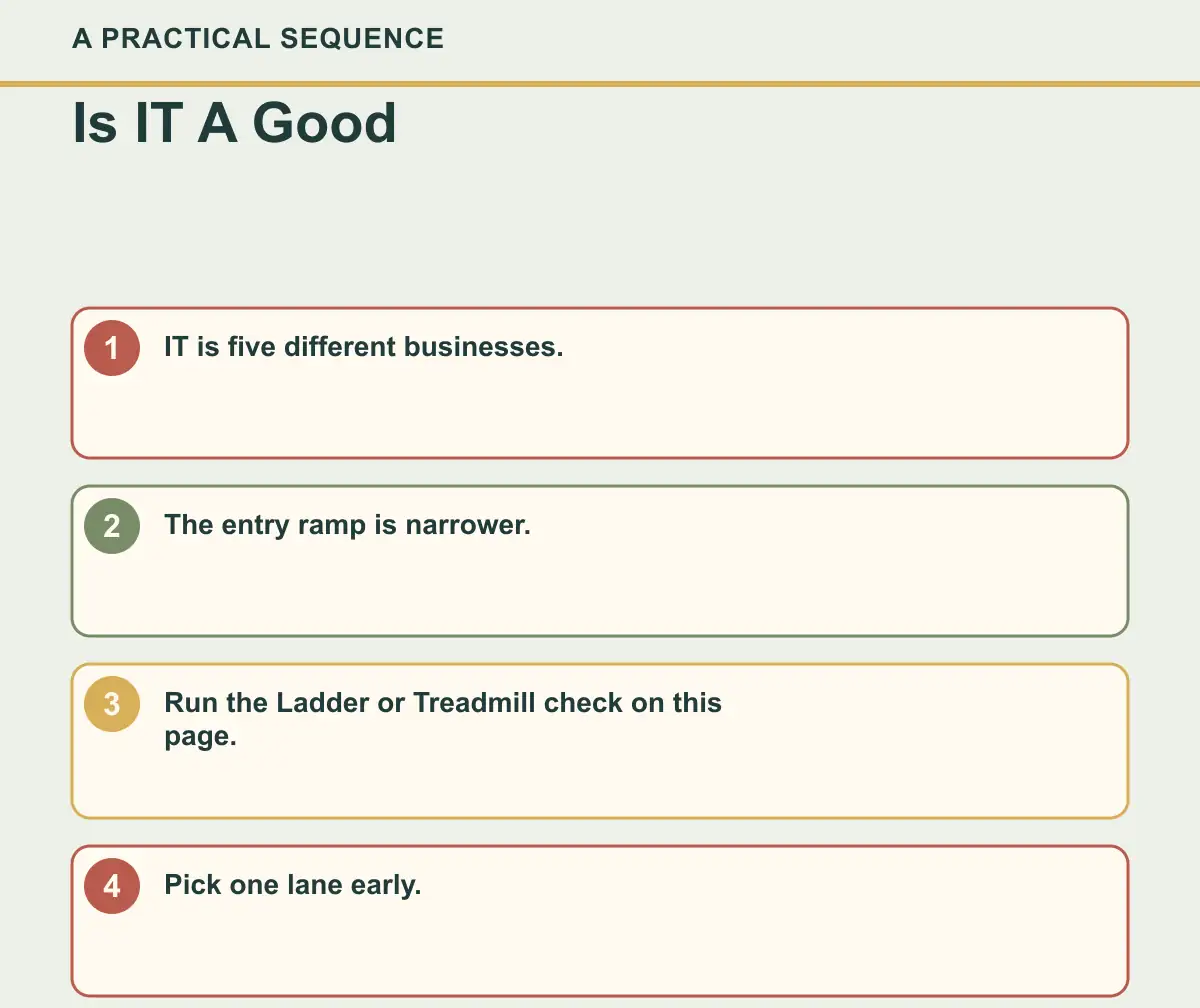 A PRACTICAL SEQUENCE
Is IT A Good
1
IT is five different businesses.
2
The entry ramp is narrower.
3
Run the Ladder or Treadmill check on this
page.
4
Pick one lane early.